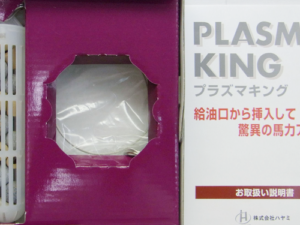 PLASM
KING
プラズマキング
給油口から挿入して
驚異の馬力
お取扱い説明書
株式会社ハヤミ